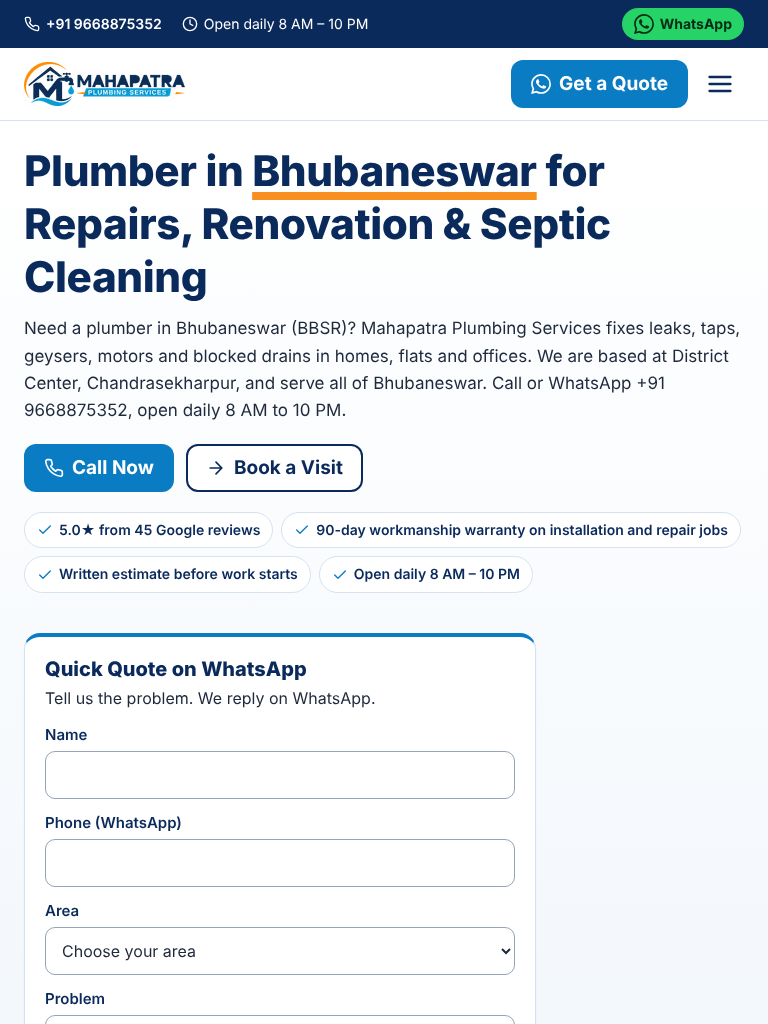 +91 9668875352
Open daily 8 AM – 10 PM
WhatsApp
MAHAPATRA
PLUMBING SERVICES
Get a Quote
Plumber in Bhubaneswar for
Repairs, Renovation & Septic
Cleaning
Need a plumber in Bhubaneswar (BBSR)? Mahapatra Plumbing Services fixes leaks, taps,
geysers, motors and blocked drains in homes, flats and offices. We are based at District
Center, Chandrasekharpur, and serve all of Bhubaneswar. Call or WhatsApp +91
9668875352, open daily 8 AM to 10 PM.
Call Now
Book a Visit
5.0★ from 45 Google reviews
90-day workmanship warranty on installation and repair jobs
Written estimate before work starts
Open daily 8 AM – 10 PM
Quick Quote on WhatsApp
Tell us the problem. We reply on WhatsApp.
Name
Phone (WhatsApp)
Area
Choose your area
Problem